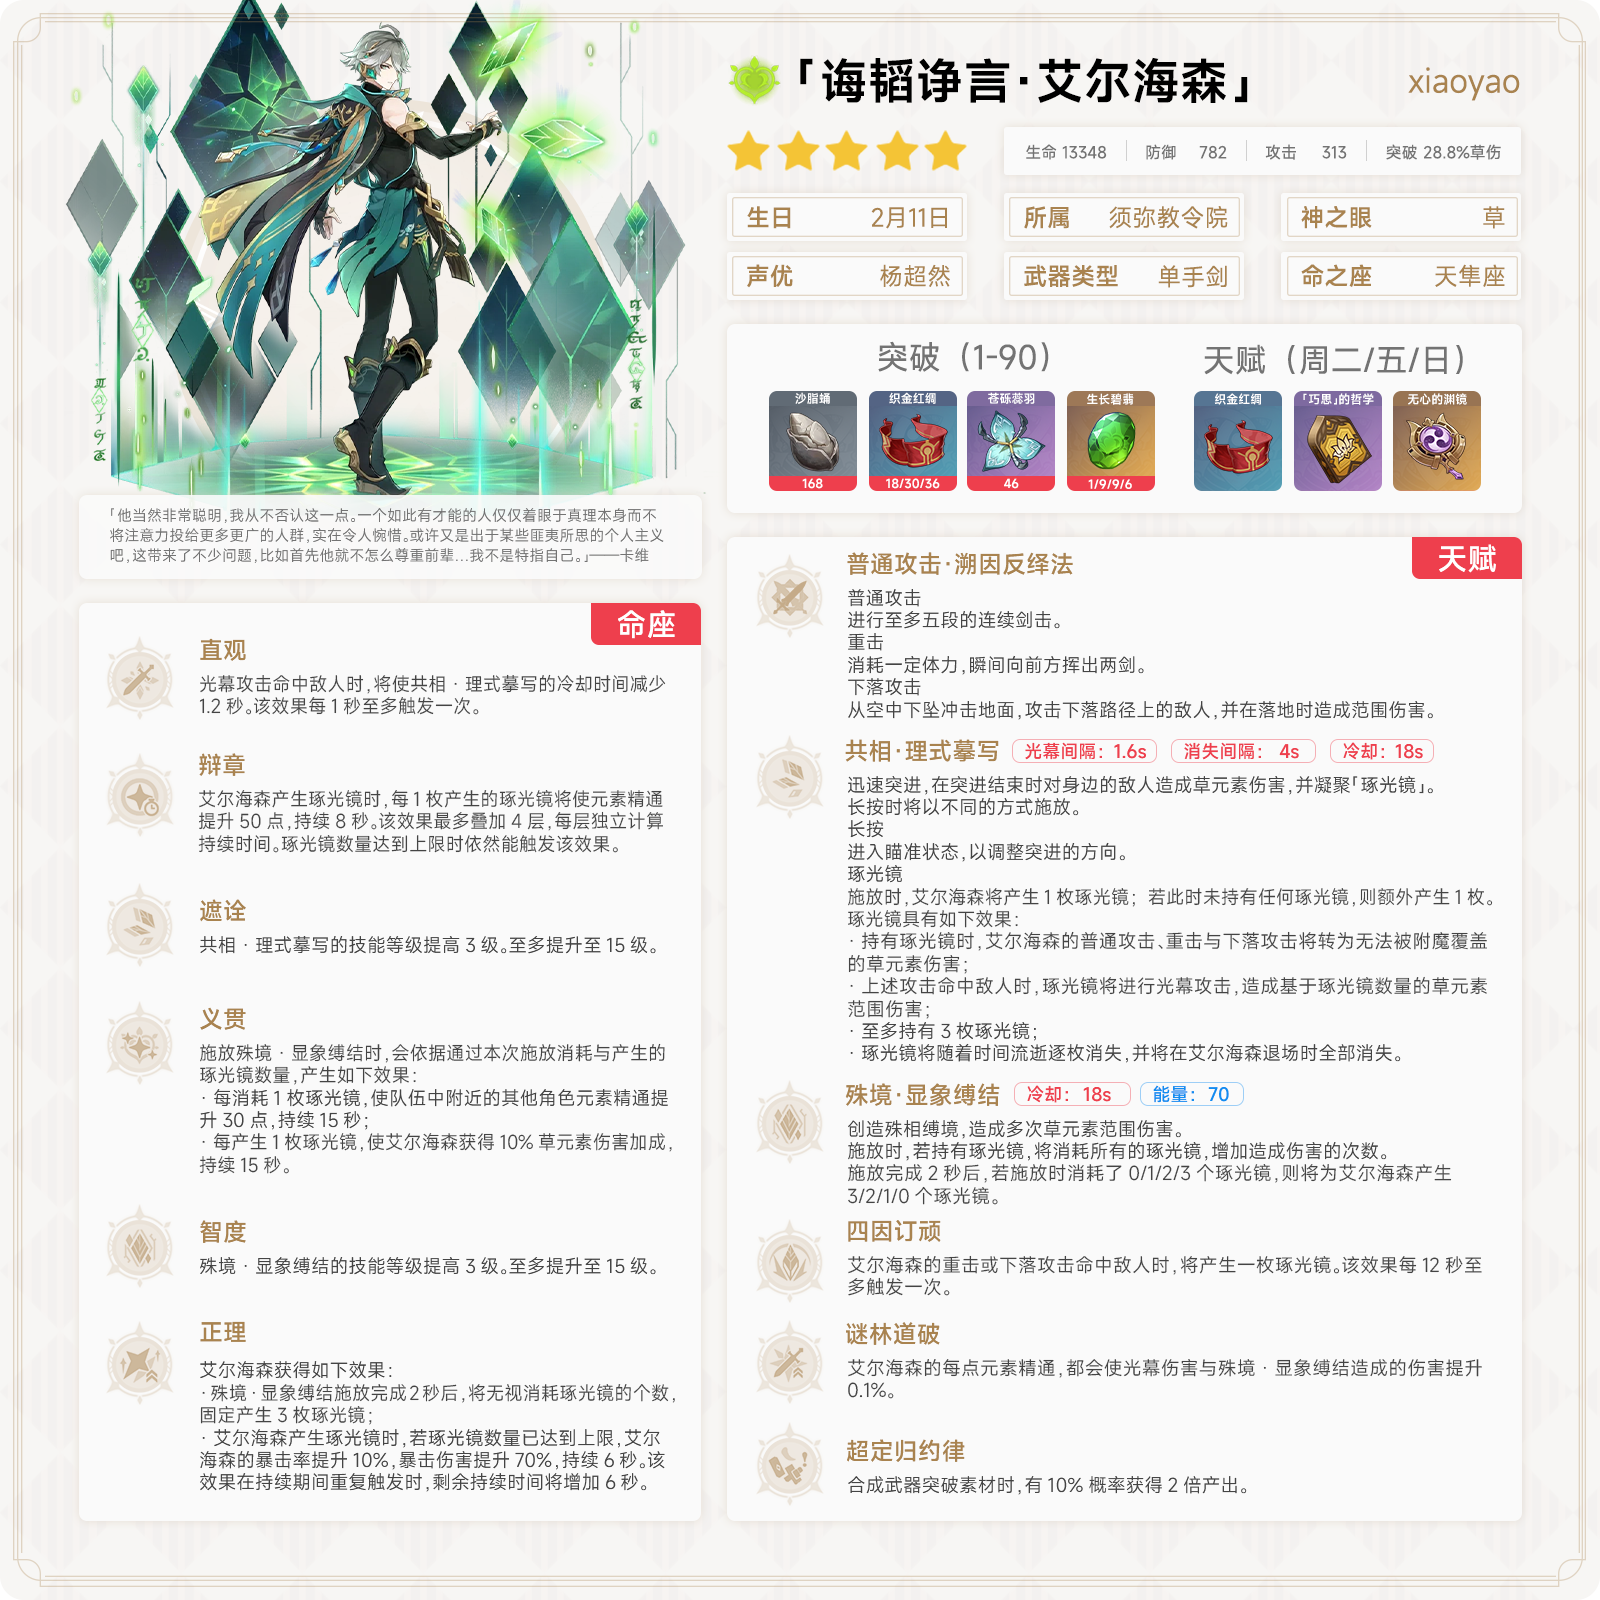 「诲韬诤言·艾尔海森」
xiaoyao
生命 13348 防御 782 攻击 313 突破 28.8%草伤
生日 2月11日 所属 须弥教令院 神之眼 草
声优 杨超然 武器类型 单手剑 命之座 天隼座
突破（1-90）
沙脂蛹 织金红绸 苍砾蕊羽 生长碧翡
168 18/30/36 46 1/9/9/6
天赋（周二/五/日）
织金红绸 「巧思」的哲学 无心的渊镜
「他当然非常聪明,我从不否认这一点。一个如此有才能的人仅仅着眼于真理本身而不
将注意力投给更多更广的人群,实在令人惋惜。或许又是出于某些匪夷所思的个人主义
吧,这带来了不少问题,比如首先他就不怎么尊重前辈...我不是特指自己。」——卡维
命座
直观
光幕攻击命中敌人时,将使共相 · 理式摹写的冷却时间减少
1.2 秒。该效果每 1 秒至多触发一次。
辩章
艾尔海森产生琢光镜时,每 1 枚产生的琢光镜将使元素精通
提升 50 点,持续 8 秒。该效果最多叠加 4 层,每层独立计算
持续时间。琢光镜数量达到上限时依然能触发该效果。
遮诠
共相 · 理式摹写的技能等级提高 3 级。至多提升至 15 级。
义贯
施放殊境 · 显象缚结时,会依据通过本次施放消耗与产生的
琢光镜数量,产生如下效果:
· 每消耗 1 枚琢光镜,使队伍中附近的其他角色元素精通提
升 30 点,持续 15 秒;
· 每产生 1 枚琢光镜,使艾尔海森获得 10% 草元素伤害加成,
持续 15 秒。
智度
殊境 · 显象缚结的技能等级提高 3 级。至多提升至 15 级。
正理
艾尔海森获得如下效果:
· 殊境 · 显象缚结施放完成2秒后,将无视消耗琢光镜的个数,
固定产生 3 枚琢光镜;
· 艾尔海森产生琢光镜时,若琢光镜数量已达到上限,艾尔
海森的暴击率提升 10%,暴击伤害提升 70%,持续 6 秒。该
效果在持续期间重复触发时,剩余持续时间将增加 6 秒。
天赋
普通攻击·溯因反绎法
普通攻击
进行至多五段的连续剑击。
重击
消耗一定体力,瞬间向前方挥出两剑。
下落攻击
从空中下坠冲击地面,攻击下落路径上的敌人,并在落地时造成范围伤害。
共相·理式摹写 光幕间隔: 1.6s 消失间隔: 4s 冷却: 18s
迅速突进,在突进结束时对身边的敌人造成草元素伤害,并凝聚「琢光镜」。
长按时将以不同的方式施放。
长按
进入瞄准状态,以调整突进的方向。
琢光镜
施放时,艾尔海森将产生 1 枚琢光镜; 若此时未持有任何琢光镜,则额外产生 1 枚。
琢光镜具有如下效果:
· 持有琢光镜时,艾尔海森的普通攻击、重击与下落攻击将转为无法被附魔覆盖
的草元素伤害;
· 上述攻击命中敌人时,琢光镜将进行光幕攻击,造成基于琢光镜数量的草元素
范围伤害;
· 至多持有 3 枚琢光镜;
· 琢光镜将随着时间流逝逐枚消失,并将在艾尔海森退场时全部消失。
殊境·显象缚结 冷却: 18s 能量: 70
创造殊相缚境,造成多次草元素范围伤害。
施放时,若持有琢光镜,将消耗所有的琢光镜,增加造成伤害的次数。
施放完成 2 秒后,若施放时消耗了 0/1/2/3 个琢光镜,则将为艾尔海森产生
3/2/1/0 个琢光镜。
四因订顽
艾尔海森的重击或下落攻击命中敌人时,将产生一枚琢光镜。该效果每 12 秒至
多触发一次。
谜林道破
艾尔海森的每点元素精通,都会使光幕伤害与殊境 · 显象缚结造成的伤害提升
0.1%。
超定归约律
合成武器突破素材时,有 10% 概率获得 2 倍产出。